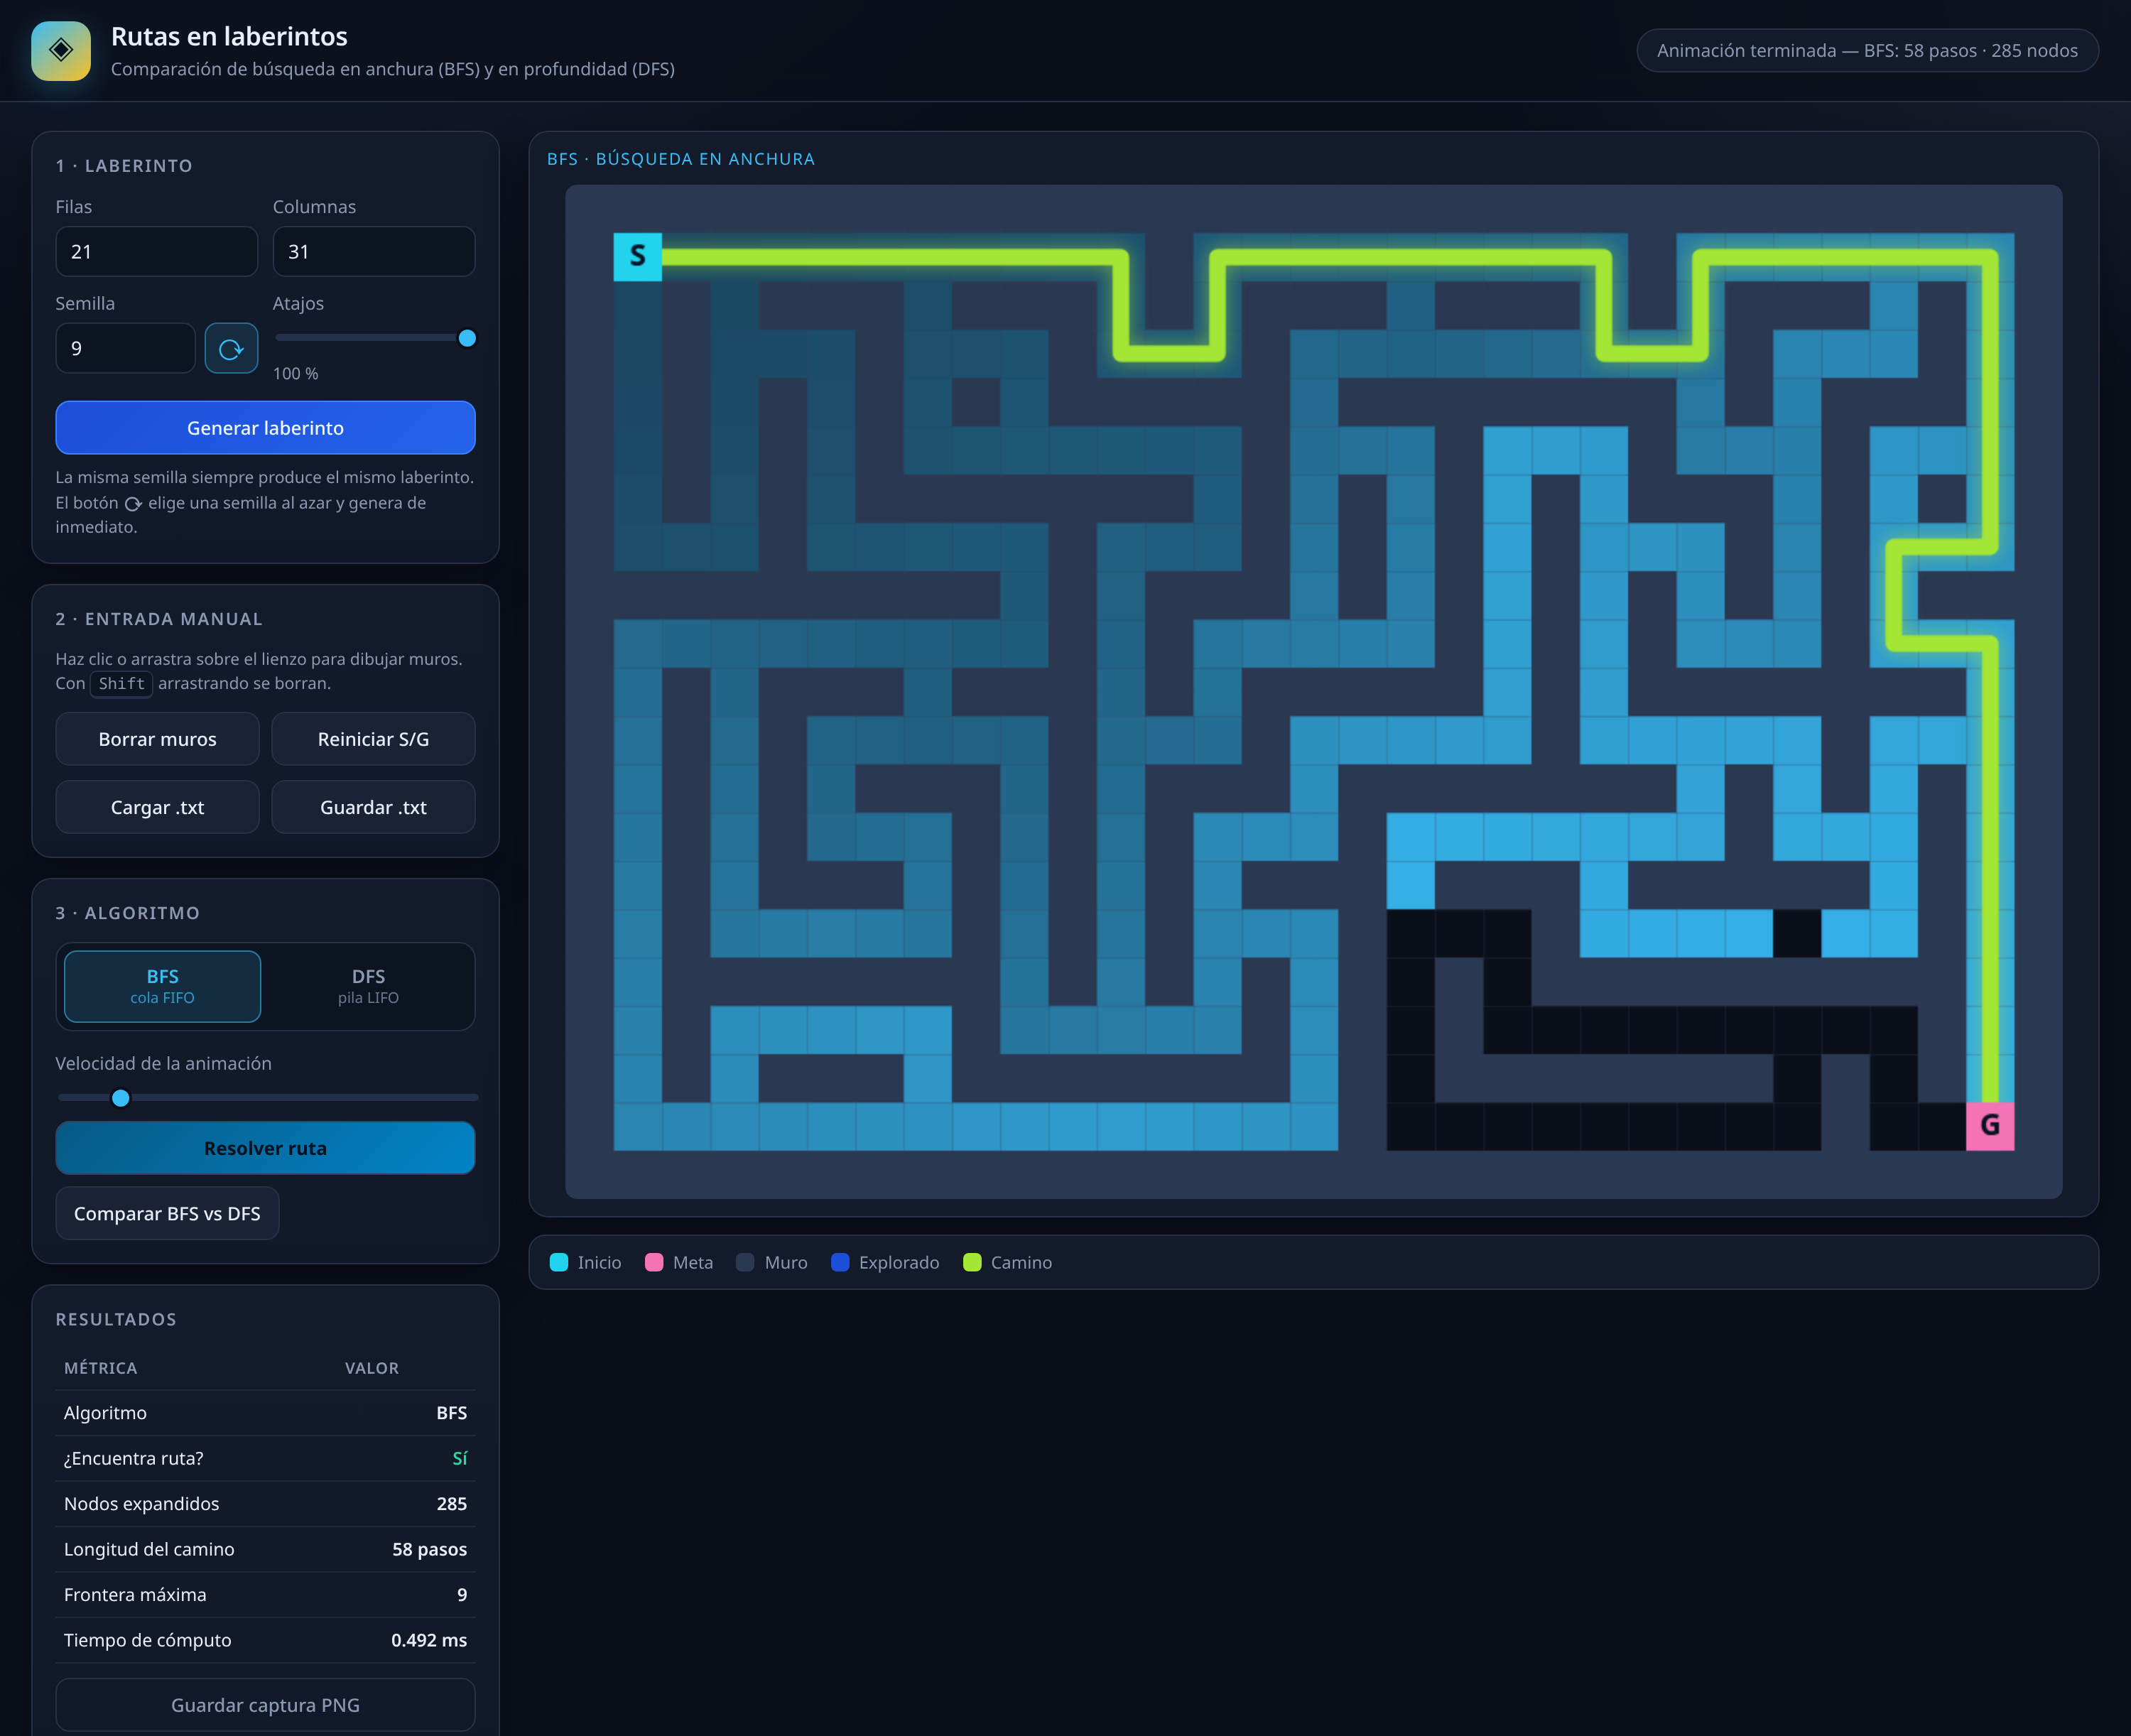 Rutas en laberintos
Comparación de búsqueda en anchura (BFS) y en profundidad (DFS)
Animación terminada — BFS: 58 pasos · 285 nodos
1 · LABERINTO
Filas
Columnas
21
31
Semilla
Atajos
9
100 %
Generar laberinto
La misma semilla siempre produce el mismo laberinto.
El botón ⟳ elige una semilla al azar y genera de
inmediato.
2 · ENTRADA MANUAL
Haz clic o arrastra sobre el lienzo para dibujar muros.
Con Shift arrastrando se borran.
Borrar muros
Reiniciar S/G
Cargar .txt
Guardar .txt
3 · ALGORITMO
BFS
cola FIFO
DFS
pila LIFO
Velocidad de la animación
Resolver ruta
Comparar BFS vs DFS
RESULTADOS
MÉTRICA VALOR
Algoritmo BFS
¿Encuentra ruta? Sí
Nodos expandidos 285
Longitud del camino 58 pasos
Frontera máxima 9
Tiempo de cómputo 0.492 ms
Guardar captura PNG
BFS · BÚSQUEDA EN ANCHURA
S
G
Inicio Meta Muro Explorado Camino